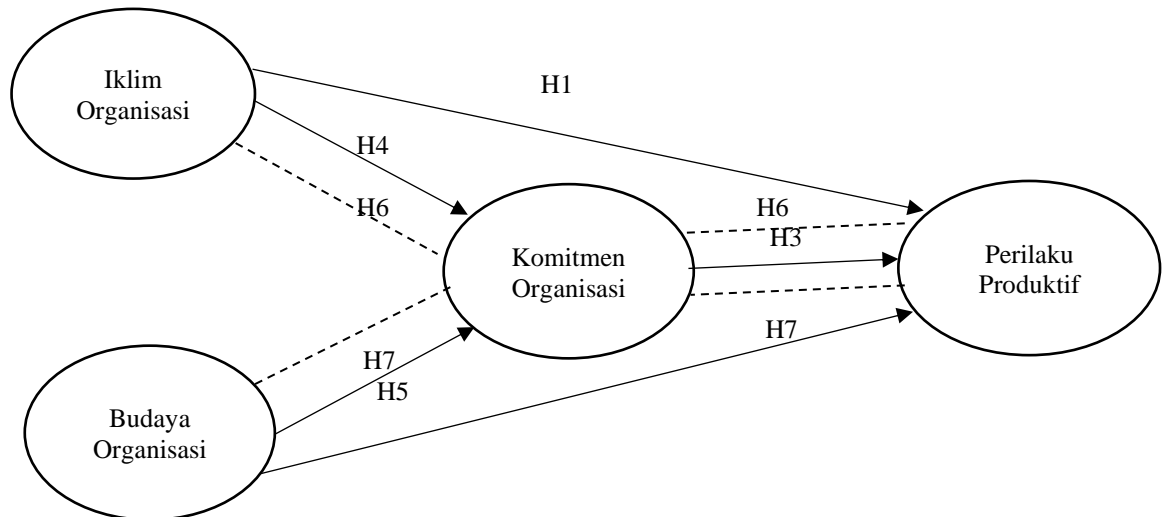 Iklim
Organisasi
H1
H4
H6
H6
H3
Komitmen
Organisasi
Perilaku
Produktif
H7
H7
H5
Budaya
Organisasi